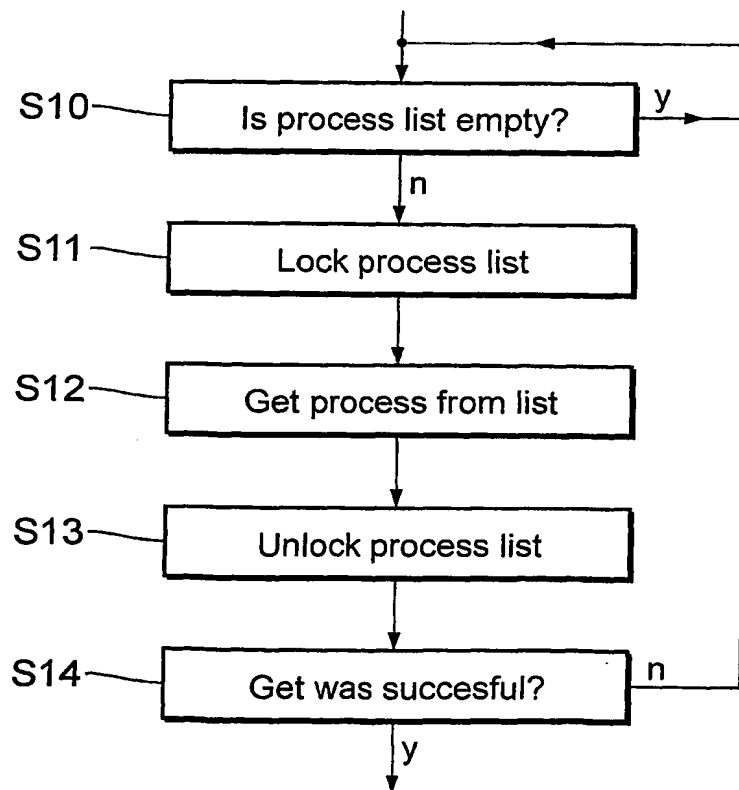 S10
Is process list empty?
y
n
S11
Lock process list
S12
Get process from list
S13
Unlock process list
S14
Get was succesful?
n
y